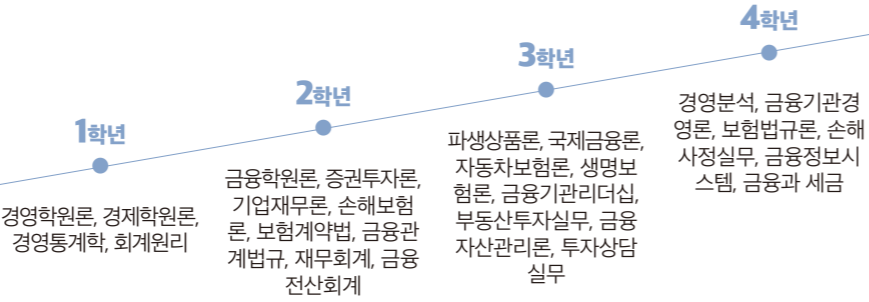 1학년
경영학원론, 경제학원론,
경영통계학, 회계원리
2학년
금융학원론, 증권투자론,
기업재무론, 손해보험
론, 보험계약법, 금융관
계법규, 재무회계, 금융
전산회계
3학년
파생상품론, 국제금융론,
자동차보험론, 생명보
험론, 금융기관리더십,
부동산투자실무, 금융
자산관리론, 투자상담
실무
4학년
경영분석, 금융기관경
영론, 보험법규론, 손해
사정실무, 금융정보시
스템, 금융과 세금